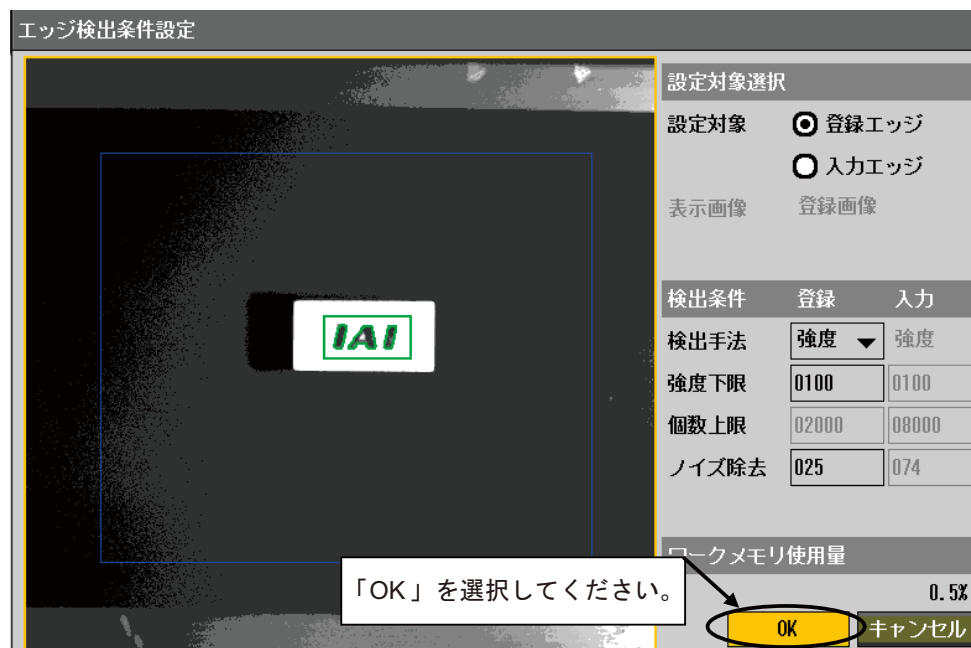 エッジ検出条件設定
設定対象選択
設定対象 登録エッジ
入力エッジ
表示画像 登録画像
IAI
検出条件 登録 入力
検出手法 強度 強度
強度下限 0100 0100
個数上限 02000 08000
ノイズ除去 025 074
ワークメモリ使用量
0.5%
「OK」を選択してください。
OK キャンセル